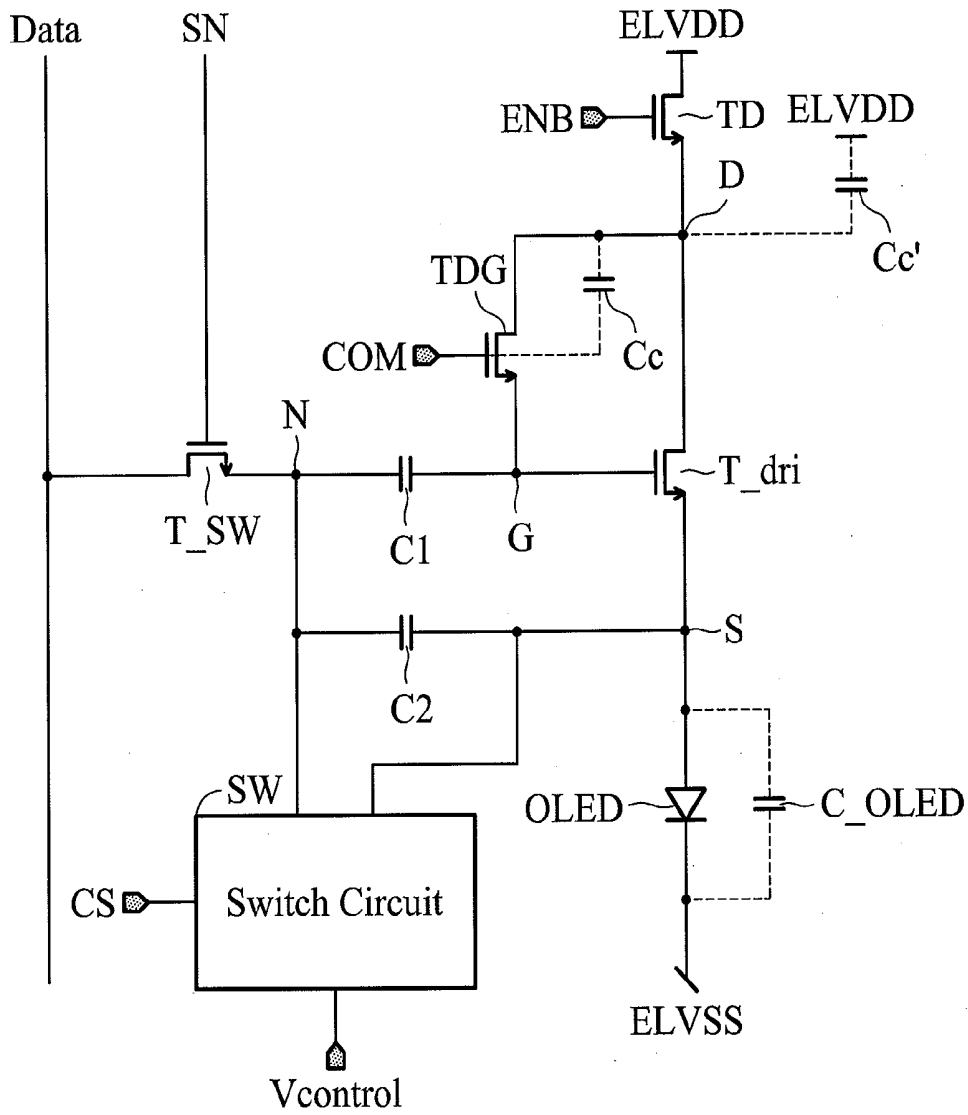 Data
SN
ELVDD
ENB
TD
ELVDD
D
Cc'
TDG
Cc
COM
N
T_SW
C1
G
T_dri
S
C2
SW
OLED
C_OLED
CS
Switch Circuit
ELVSS
Vcontrol